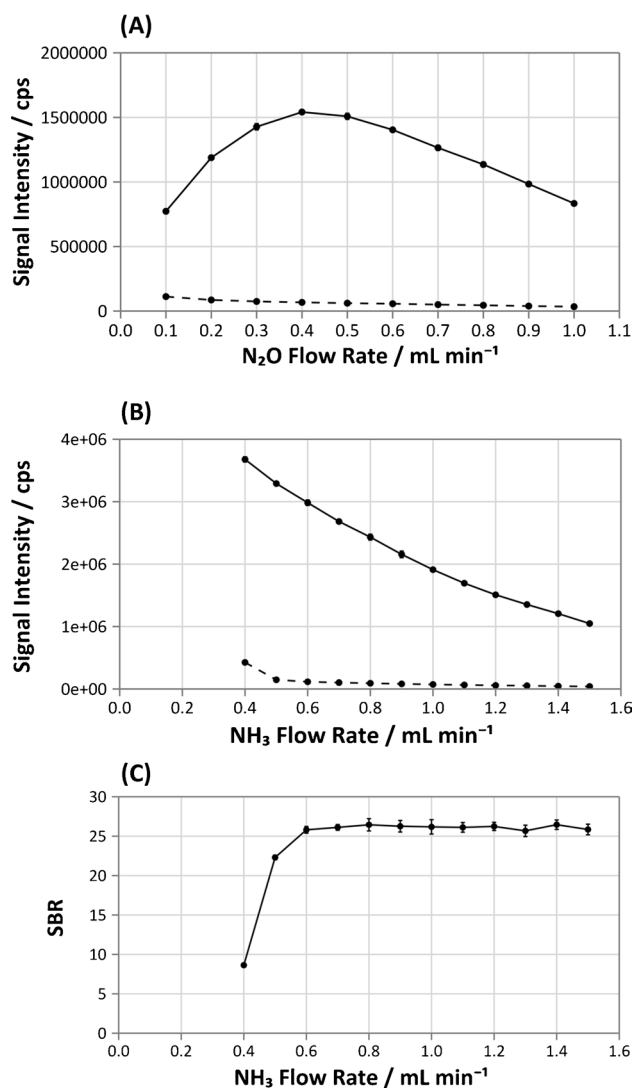 (A)
Signal Intensity / cps
2000000
1500000
1000000
500000
0
0.0 0.1 0.2 0.3 0.4 0.5 0.6 0.7 0.8 0.9 1.0 1.1
N₂O Flow Rate / mL min⁻¹
(B)
Signal Intensity / cps
4e+06
3e+06
2e+06
1e+06
0e+00
0.0 0.2 0.4 0.6 0.8 1.0 1.2 1.4 1.6
NH₃ Flow Rate / mL min⁻¹
(C)
SBR
30
25
20
15
10
5
0
0.0 0.2 0.4 0.6 0.8 1.0 1.2 1.4 1.6
NH₃ Flow Rate / mL min⁻¹